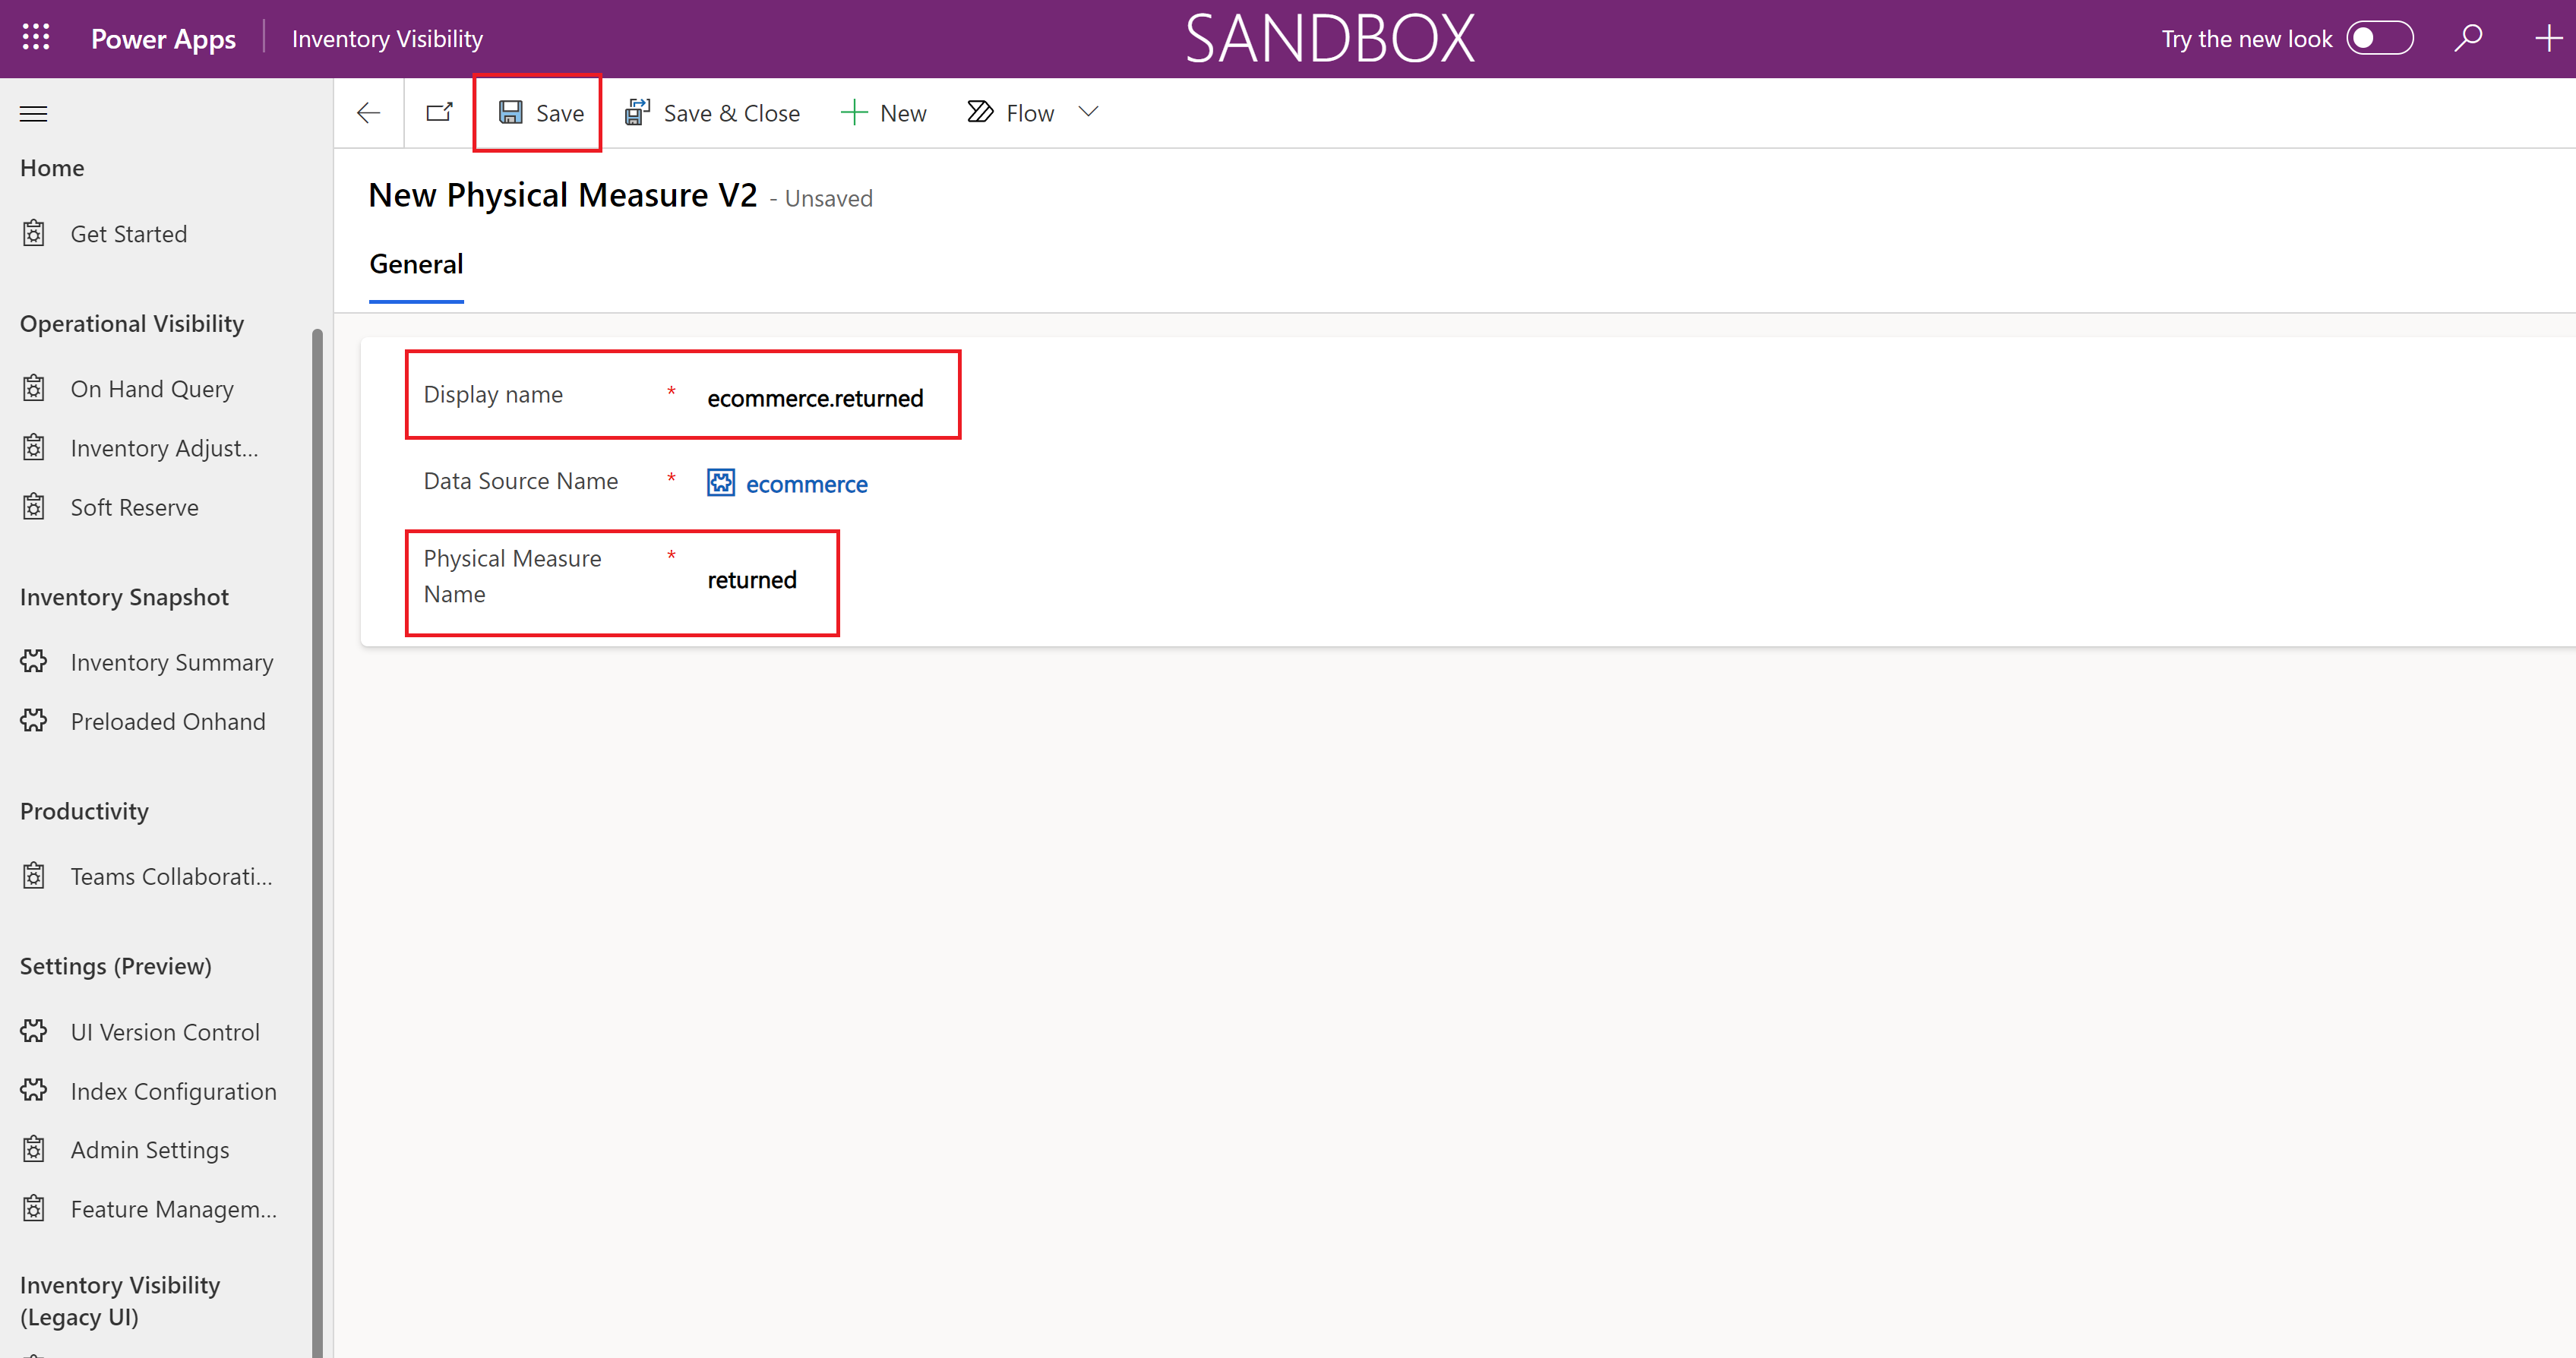 Power Apps
Inventory Visibility
SANDBOX
Try the new look
Save
Save & Close
New
Flow
Home
Get Started
Operational Visibility
On Hand Query
Inventory Adjust...
Soft Reserve
Inventory Snapshot
Inventory Summary
Preloaded Onhand
Productivity
Teams Collaborati...
Settings (Preview)
UI Version Control
Index Configuration
Admin Settings
Feature Managem...
Inventory Visibility
(Legacy UI)
New Physical Measure V2 - Unsaved
General
Display name * ecommerce.returned
Data Source Name * ecommerce
Physical Measure * returned
Name